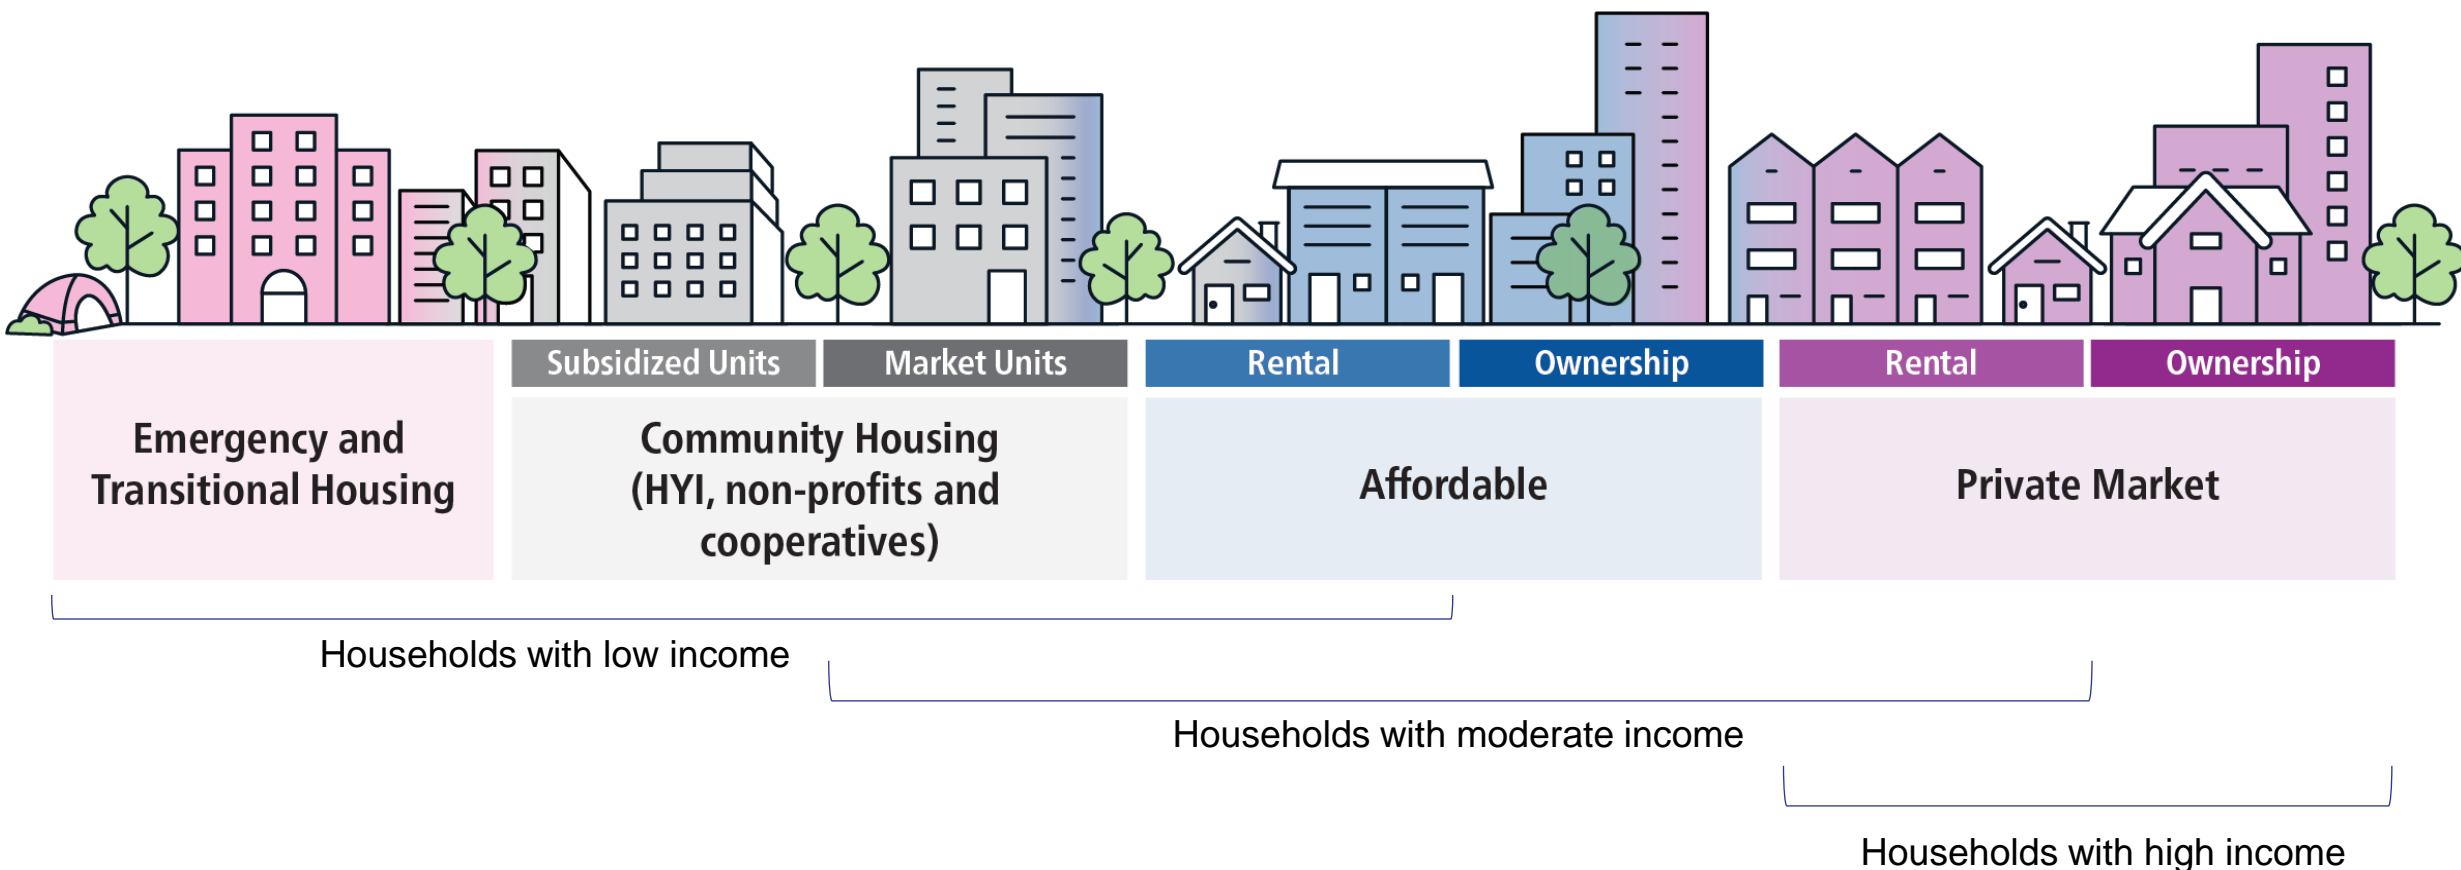 Subsidized Units
Market Units
Rental
Ownership
Rental
Ownership
Emergency and
Transitional Housing
Community Housing
(HYI, non-profits and
cooperatives)
Affordable
Private Market
Households with low income
Households with moderate income
Households with high income